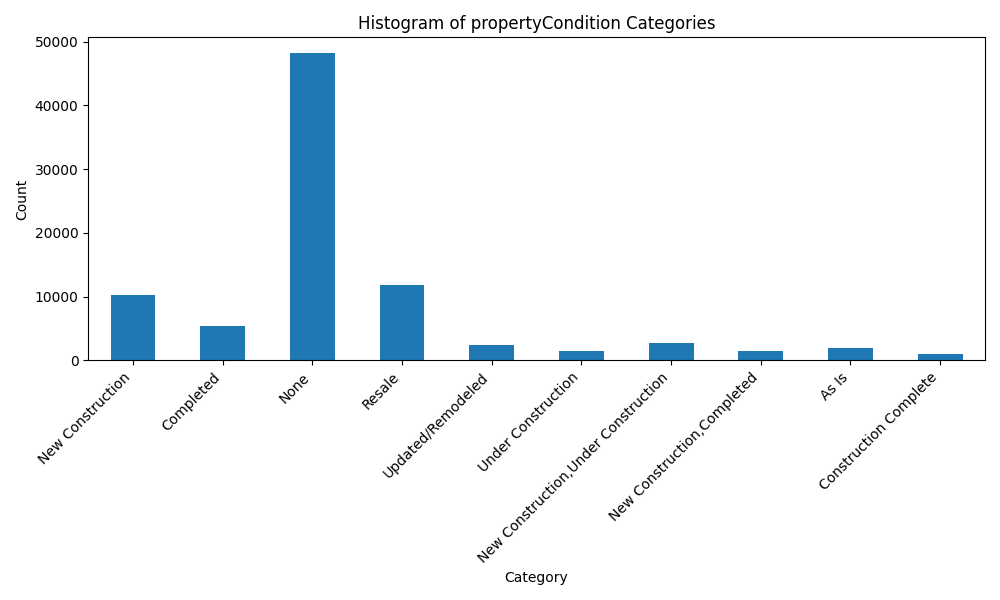 Histogram of propertyCondition Categories
50000
40000
30000
20000
10000
0
Count
New Construction
Completed
None
Resale
Updated/Remodeled
Under Construction
New Construction,Under Construction
New Construction,Completed
As Is
Construction Complete
Category